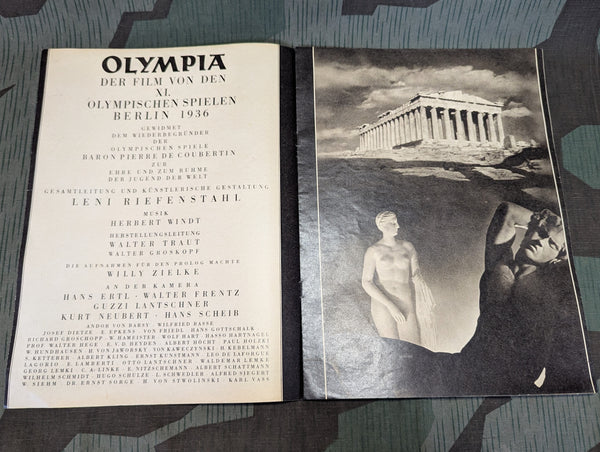 OLYMPIA
DER FILM VON DEN
XI.
OLYMPISCHEN SPIELEN
BERLIN 1936
GEWIDMET
DEM WIEDERBEGRÜNDER
DER
OLYMPISCHEN SPIELE
BARON PIERRE DE COUBERTIN
ZUR
EHRE UND ZUM RUHME
DER JUGEND DER WELT
GESAMTLEITUNG UND KÜNSTLERISCHE GESTALTUNG
LENI RIEFENSTAHL
MUSIK
HERBERT WINDT
HERSTELLUNGSLEITUNG
WALTER TRAUT
WALTER GROSKOPF
DIE AUFNAHMEN FÜR DEN PROLOG MACHTE
WILLY ZIELKE
AN DER KAMERA
HANS ERTL · WALTER FRENTZ
GUZZI LANTSCHNER
KURT NEUBERT · HANS SCHEIB
ANDOR VON BARSY WILFRIED BASSE
JOSEF DIETZE E. EPKENS VON FRIEDL HANS GOTTSCHALK
RICHARD GROSCHOPP W. HAMEISTER WOLF HART HASSO HARTNAGEL
PROF. WALTER HEGE E. V. D. HEYDEN ALBERT HÖCHT PAUL HOLZKI
W. HUNDHAUSEN H. VON JAWORSKY VON KAWECZYNSKI H. KEBELMANN
S. KETTERER ALBERT KLING ERNST KUNSTMANN LEO DE LAFORGUE
LAGORIO E. LAMBERTI OTTO LANTSCHNER WALDEMAR LEMKE
GEORG LEMKI C. A. LINKE E. NITZSCHEMANN ALBERT SCHATTMANN
WILHELM SCHMIDT HUGO SCHULZE L. SCHWEDLER ALFRED SIEGERT
W. SIEHM DR. ERNST SORGE H. VON STWOLINSKI KARL VASS